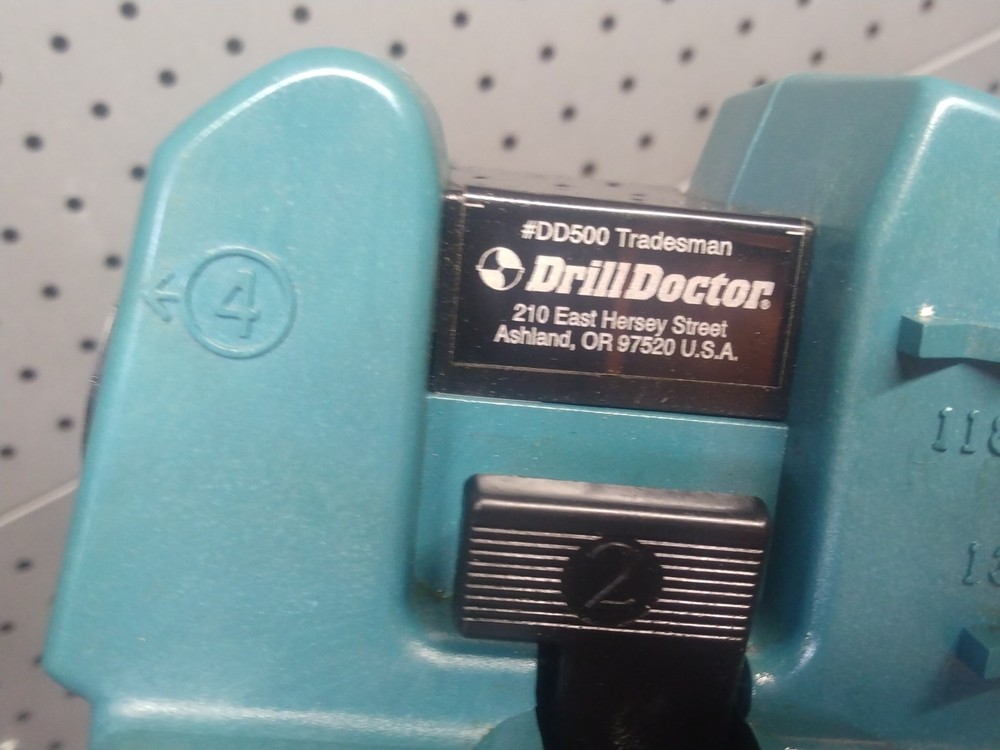 4
#DD500 Tradesman
DrillDoctor®
210 East Hersey Street
Ashland, OR 97520 U.S.A.
2